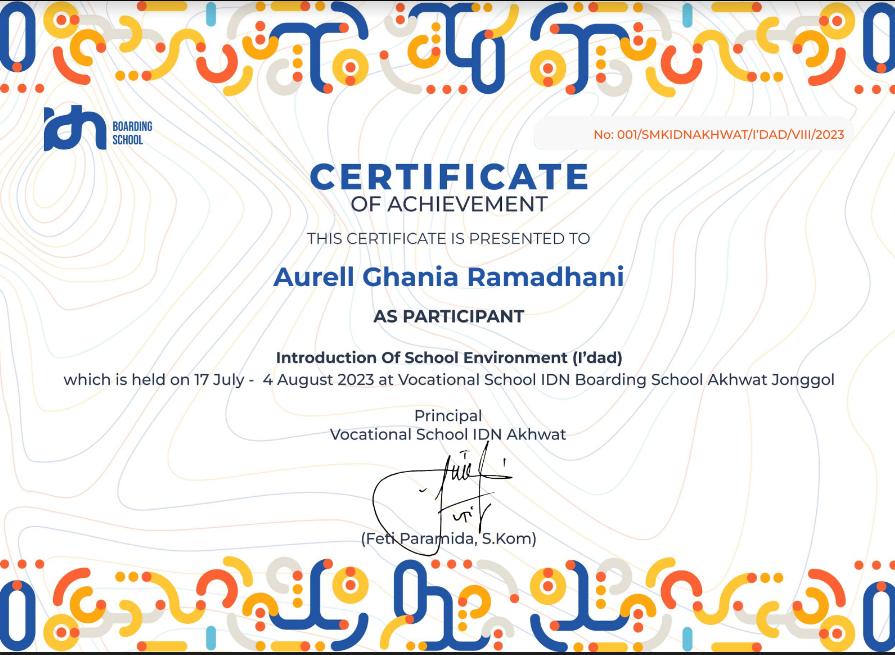 idn BOARDING
SCHOOL
No: 001/SMKIDNAKHWAT/I'DAD/VIII/2023
CERTIFICATE
OF ACHIEVEMENT
THIS CERTIFICATE IS PRESENTED TO
Aurell Ghania Ramadhani
AS PARTICIPANT
Introduction Of School Environment (I’dad)
which is held on 17 July - 4 August 2023 at Vocational School IDN Boarding School Akhwat Jonggol
Principal
Vocational School IDN Akhwat
(Feti Paramida, S.Kom)